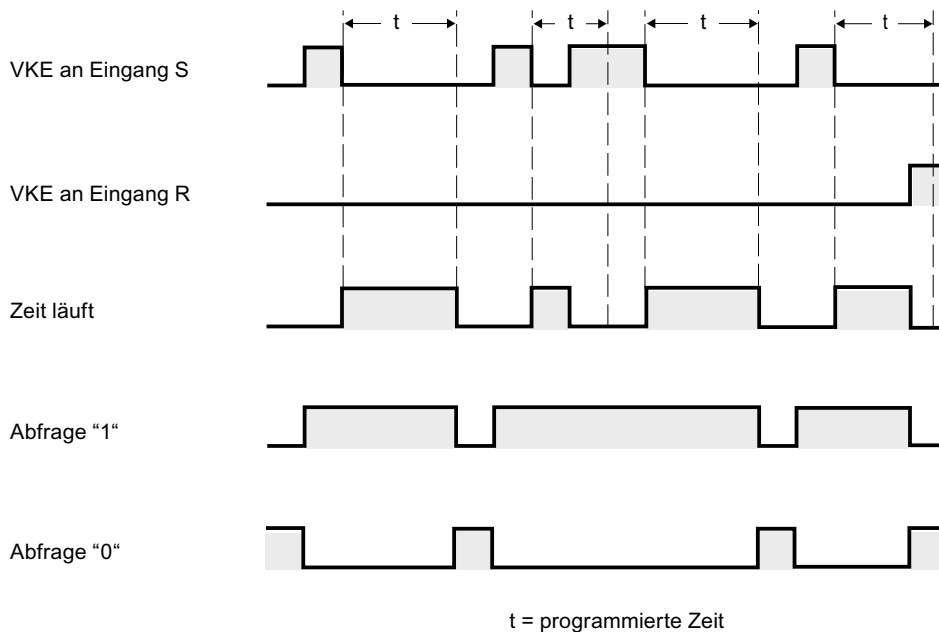 t t t t
VKE an Eingang S
VKE an Eingang R
Zeit läuft
Abfrage “1“
Abfrage “0“
t = programmierte Zeit